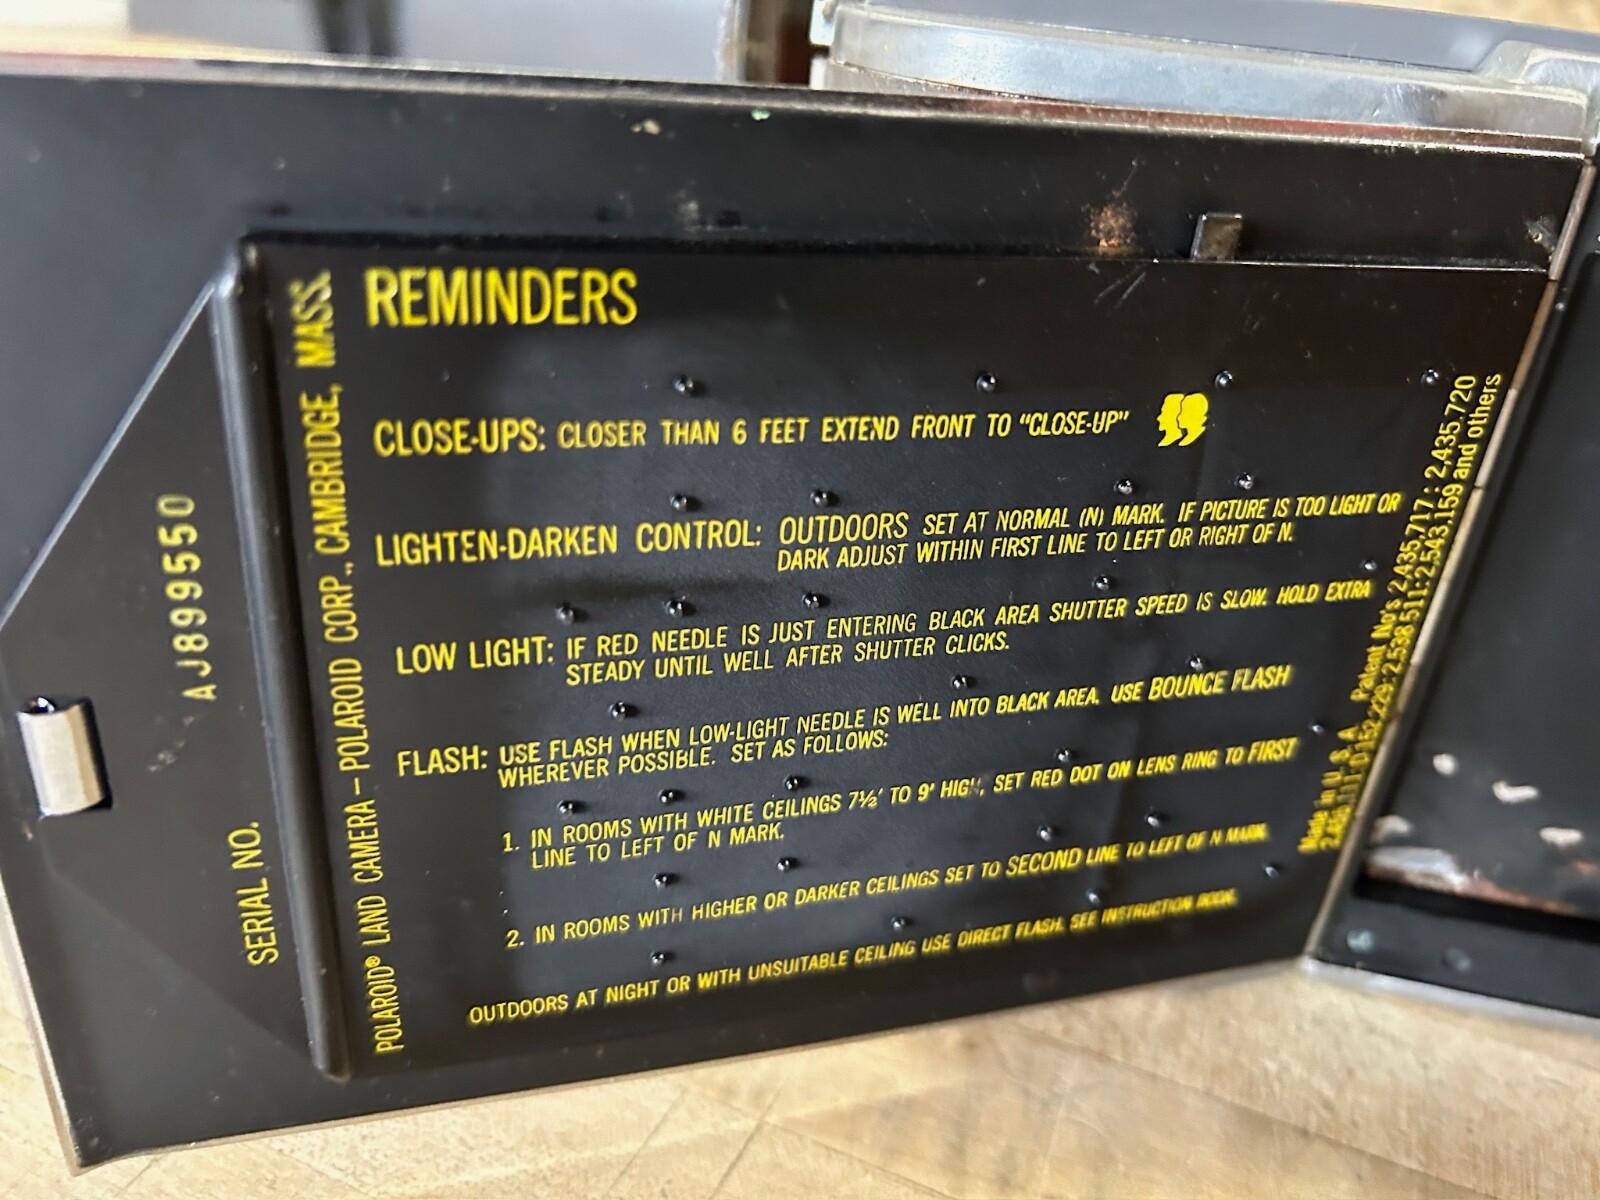 REMINDERS
CLOSE-UPS: CLOSER THAN 6 FEET EXTEND FRONT TO "CLOSE-UP"
LIGHTEN-DARKEN CONTROL: OUTDOORS SET AT NORMAL (N) MARK. IF PICTURE IS TOO LIGHT OR
DARK ADJUST WITHIN FIRST LINE TO LEFT OR RIGHT OF N.
LOW LIGHT: IF RED NEEDLE IS JUST ENTERING BLACK AREA SHUTTER SPEED IS SLOW. HOLD EXTRA
STEADY UNTIL WELL AFTER SHUTTER CLICKS.
FLASH: USE FLASH WHEN LOW-LIGHT NEEDLE IS WELL INTO BLACK AREA. USE BOUNCE FLASH
WHEREVER POSSIBLE. SET AS FOLLOWS:
1. IN ROOMS WITH WHITE CEILINGS 7½' TO 9' HIGH, SET RED DOT ON LENS RING TO FIRST
LINE TO LEFT OF N MARK.
2. IN ROOMS WITH HIGHER OR DARKER CEILINGS SET TO SECOND LINE TO LEFT OF N MARK.
OUTDOORS AT NIGHT OR WITH UNSUITABLE CEILING USE DIRECT FLASH. SEE INSTRUCTION BOOK.
POLAROID® LAND CAMERA – POLAROID CORP., CAMBRIDGE, MASS.
SERIAL NO. AJ899550
Made in U. S. A. Patent No's 2,435,717: 2,435,720
D-152,229: 2,538,511: 2,543,159 and others